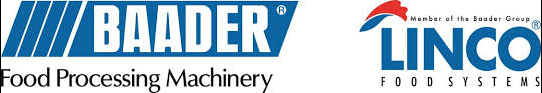 BAADER®
Food Processing Machinery
Member of the Baader Group
LINCO®
FOOD SYSTEMS